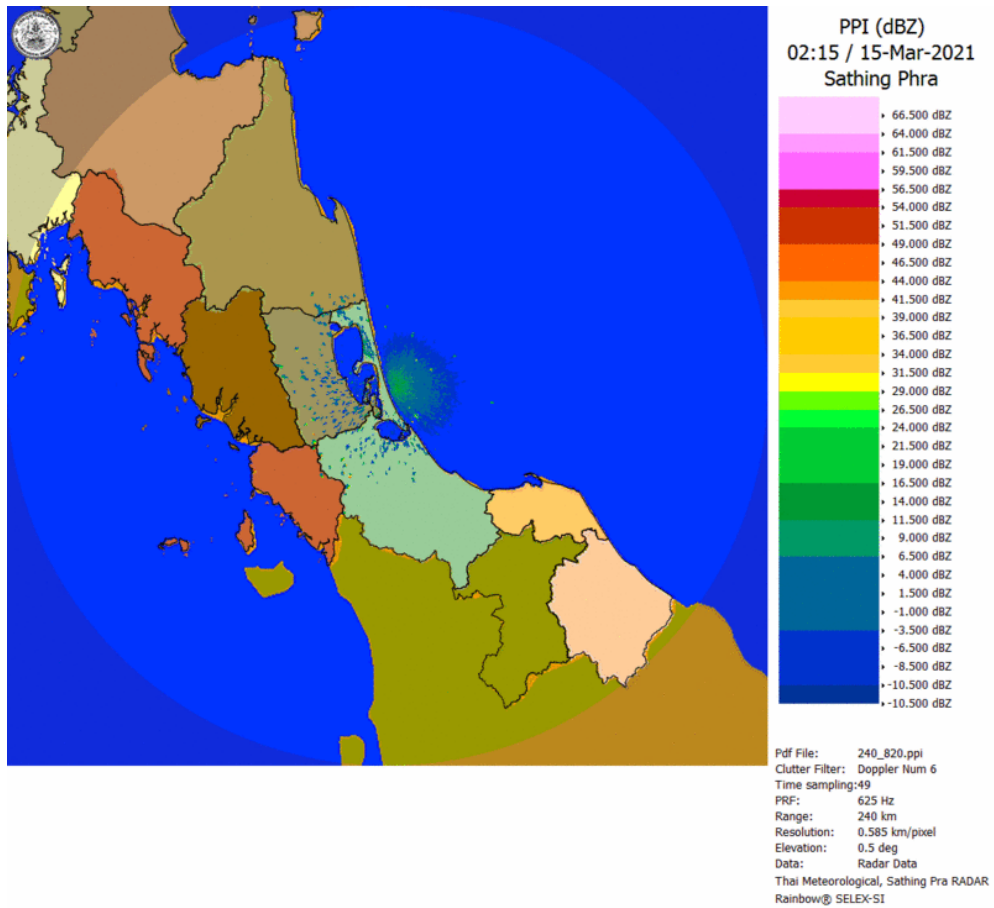 PPI (dBZ)
02:15 / 15-Mar-2021
Sathing Phra
66.500 dBZ
64.000 dBZ
61.500 dBZ
59.500 dBZ
56.500 dBZ
54.000 dBZ
51.500 dBZ
49.000 dBZ
46.500 dBZ
44.000 dBZ
41.500 dBZ
39.000 dBZ
36.500 dBZ
34.000 dBZ
31.500 dBZ
29.000 dBZ
26.500 dBZ
24.000 dBZ
21.500 dBZ
19.000 dBZ
16.500 dBZ
14.000 dBZ
11.500 dBZ
9.000 dBZ
6.500 dBZ
4.000 dBZ
1.500 dBZ
-1.000 dBZ
-3.500 dBZ
-6.500 dBZ
-8.500 dBZ
-10.500 dBZ
-10.500 dBZ
Pdf File: 240_820.ppi
Clutter Filter: Doppler Num 6
Time sampling:49
PRF: 625 Hz
Range: 240 km
Resolution: 0.585 km/pixel
Elevation: 0.5 deg
Data: Radar Data
Thai Meteorological, Sathing Pra RADAR
Rainbow® SELEX-SI